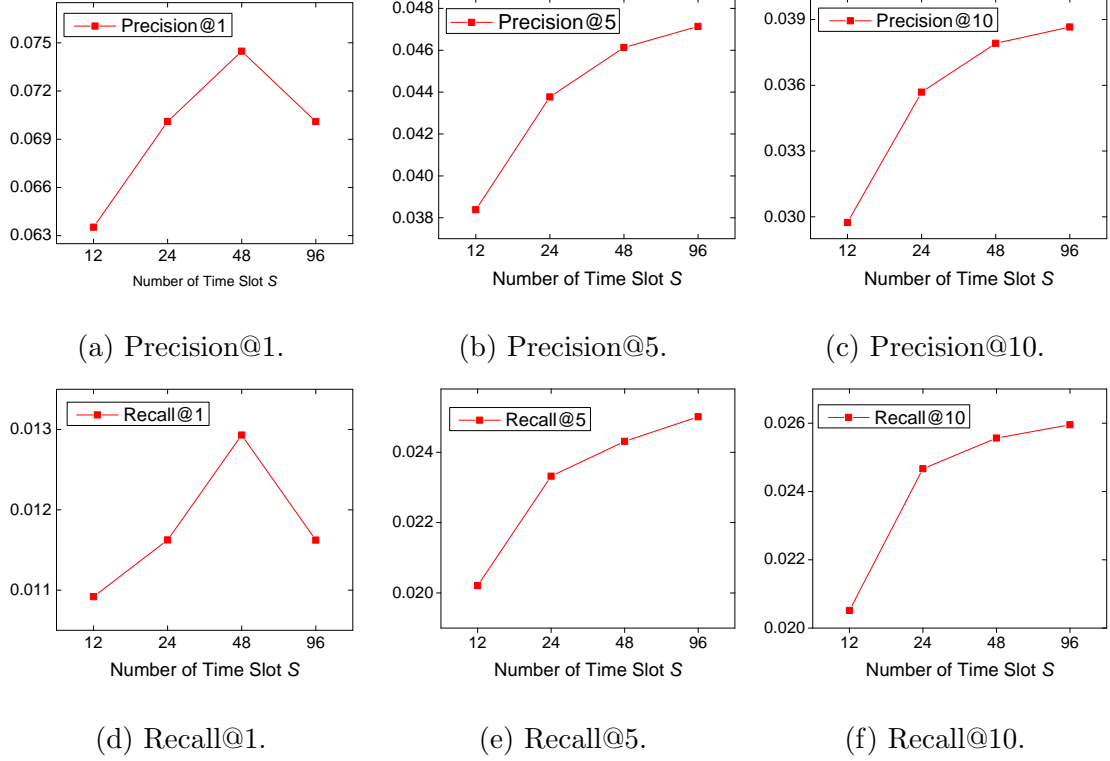 Precision@1
0.075
0.072
0.069
0.066
0.063
12 24 48 96
Number of Time Slot S
(a) Precision@1.
Precision@5
0.048
0.046
0.044
0.042
0.040
0.038
12 24 48 96
Number of Time Slot S
(b) Precision@5.
Precision@10
0.039
0.036
0.033
0.030
12 24 48 96
Number of Time Slot S
(c) Precision@10.
Recall@1
0.013
0.012
0.011
12 24 48 96
Number of Time Slot S
(d) Recall@1.
Recall@5
0.024
0.022
0.020
12 24 48 96
Number of Time Slot S
(e) Recall@5.
Recall@10
0.026
0.024
0.022
0.020
12 24 48 96
Number of Time Slot S
(f) Recall@10.